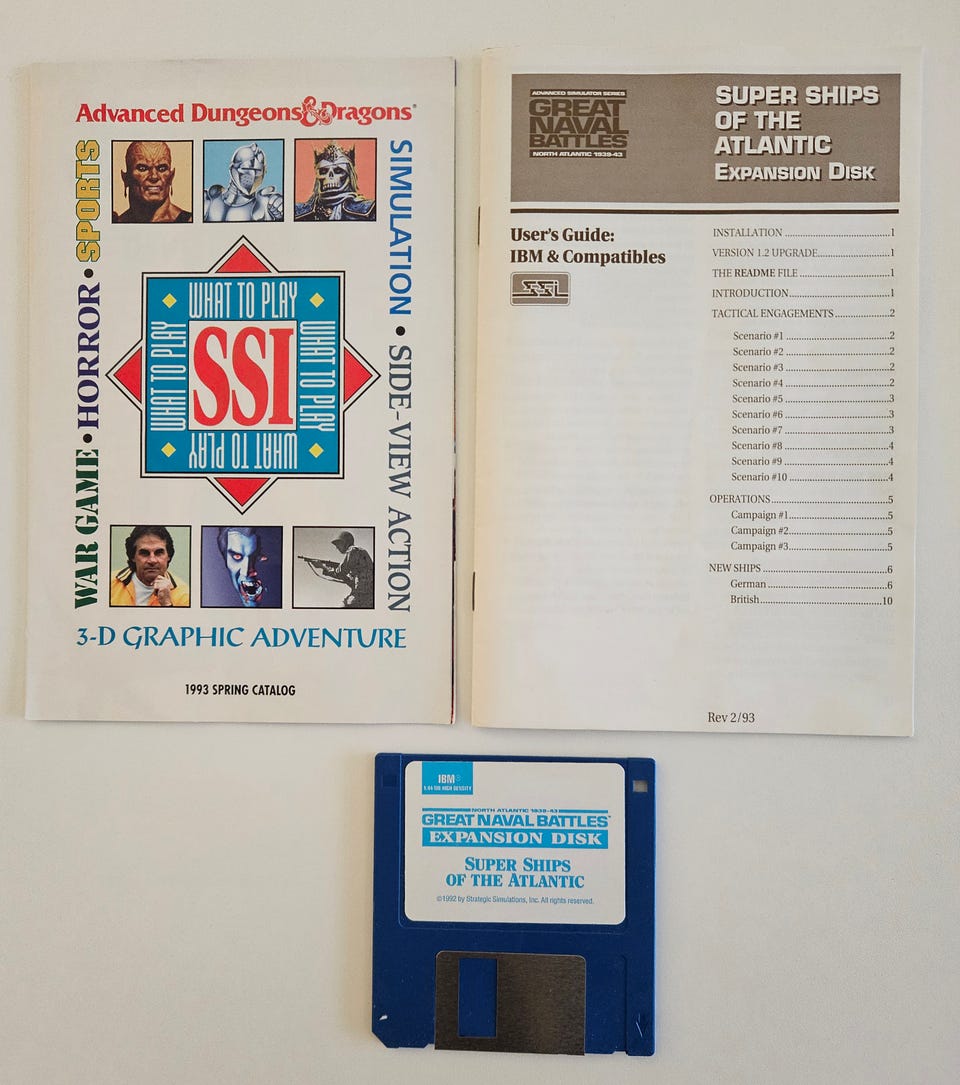 Advanced Dungeons & Dragons®
SPORTS
WAR GAME • HORROR •
SIMULATION • SIDE-VIEW ACTION
WHAT TO PLAY
WHAT TO PLAY
SSI
WHAT TO PLAY
WHAT TO PLAY
3-D GRAPHIC ADVENTURE
1993 SPRING CATALOG
ADVANCED SIMULATOR SERIES
GREAT
NAVAL
BATTLES
NORTH ATLANTIC 1939-43
SUPER SHIPS
OF THE
ATLANTIC
EXPANSION DISK
User's Guide:
IBM & Compatibles
SSI
INSTALLATION ........ 1
VERSION 1.2 UPGRADE ........ 1
THE README FILE ........ 1
INTRODUCTION ........ 1
TACTICAL ENGAGEMENTS ........ 2
Scenario #1 ........ 2
Scenario #2 ........ 2
Scenario #3 ........ 2
Scenario #4 ........ 2
Scenario #5 ........ 3
Scenario #6 ........ 3
Scenario #7 ........ 3
Scenario #8 ........ 4
Scenario #9 ........ 4
Scenario #10 ........ 4
OPERATIONS ........ 5
Campaign #1 ........ 5
Campaign #2 ........ 5
Campaign #3 ........ 5
NEW SHIPS ........ 6
German ........ 6
British ........ 10
Rev 2/93
IBM®
1.44 MB HIGH DENSITY
NORTH ATLANTIC 1939-43
GREAT NAVAL BATTLES™
EXPANSION DISK
SUPER SHIPS
OF THE ATLANTIC
©1992 by Strategic Simulations, Inc. All rights reserved.